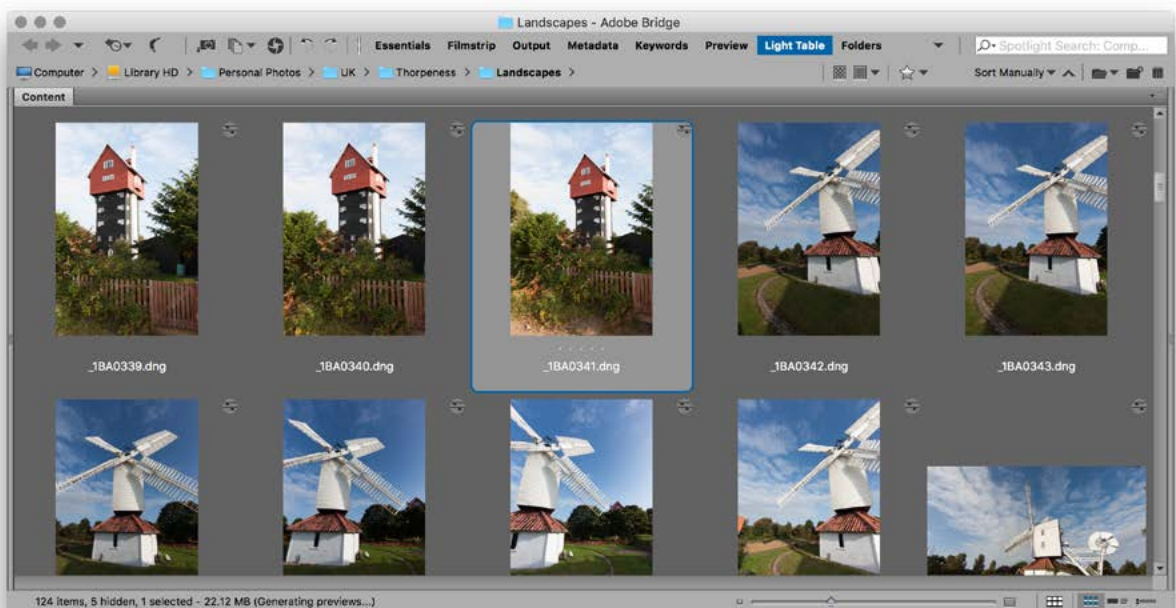 Landscapes - Adobe Bridge
Essentials Filmstrip Output Metadata Keywords Preview Light Table Folders Spotlight Search: Comp...
Computer > Library HD > Personal Photos > UK > Thorpeness > Landscapes > Sort Manually
Content
_1BA0339.dng _1BA0340.dng _1BA0341.dng _1BA0342.dng _1BA0343.dng
124 items, 5 hidden, 1 selected - 22.12 MB (Generating previews...)